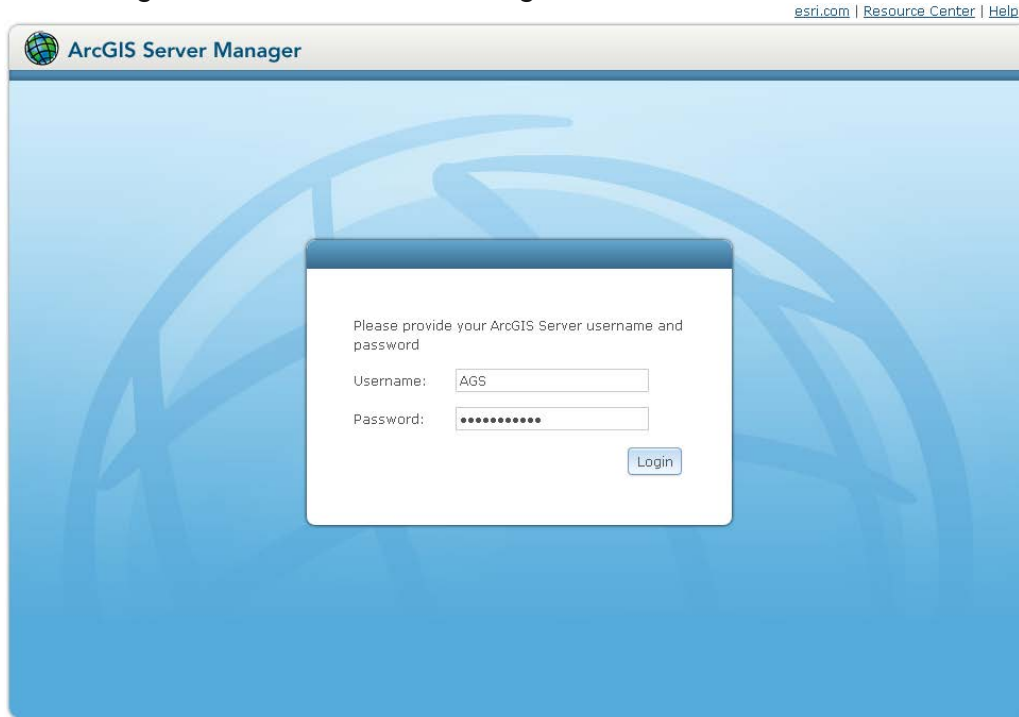 esri.com | Resource Center | Help
ArcGIS Server Manager
Please provide your ArcGIS Server username and
password
Username: AGS
Password: •••••••••••
Login